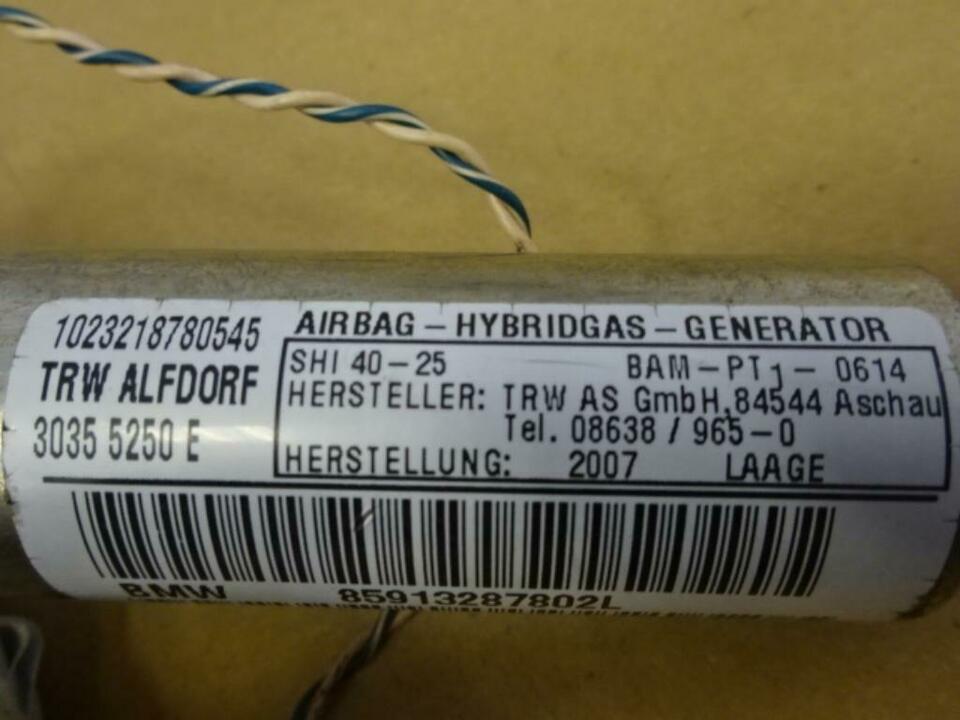 1023218780545
TRW ALFDORF
3035 5250 E
AIRBAG - HYBRIDGAS - GENERATOR
SHI 40-25 BAM-PT1- 0614
HERSTELLER: TRW AS GmbH,84544 Aschau
Tel. 08638 / 965-0
HERSTELLUNG: 2007 LAAGE
BMW 85913287802L